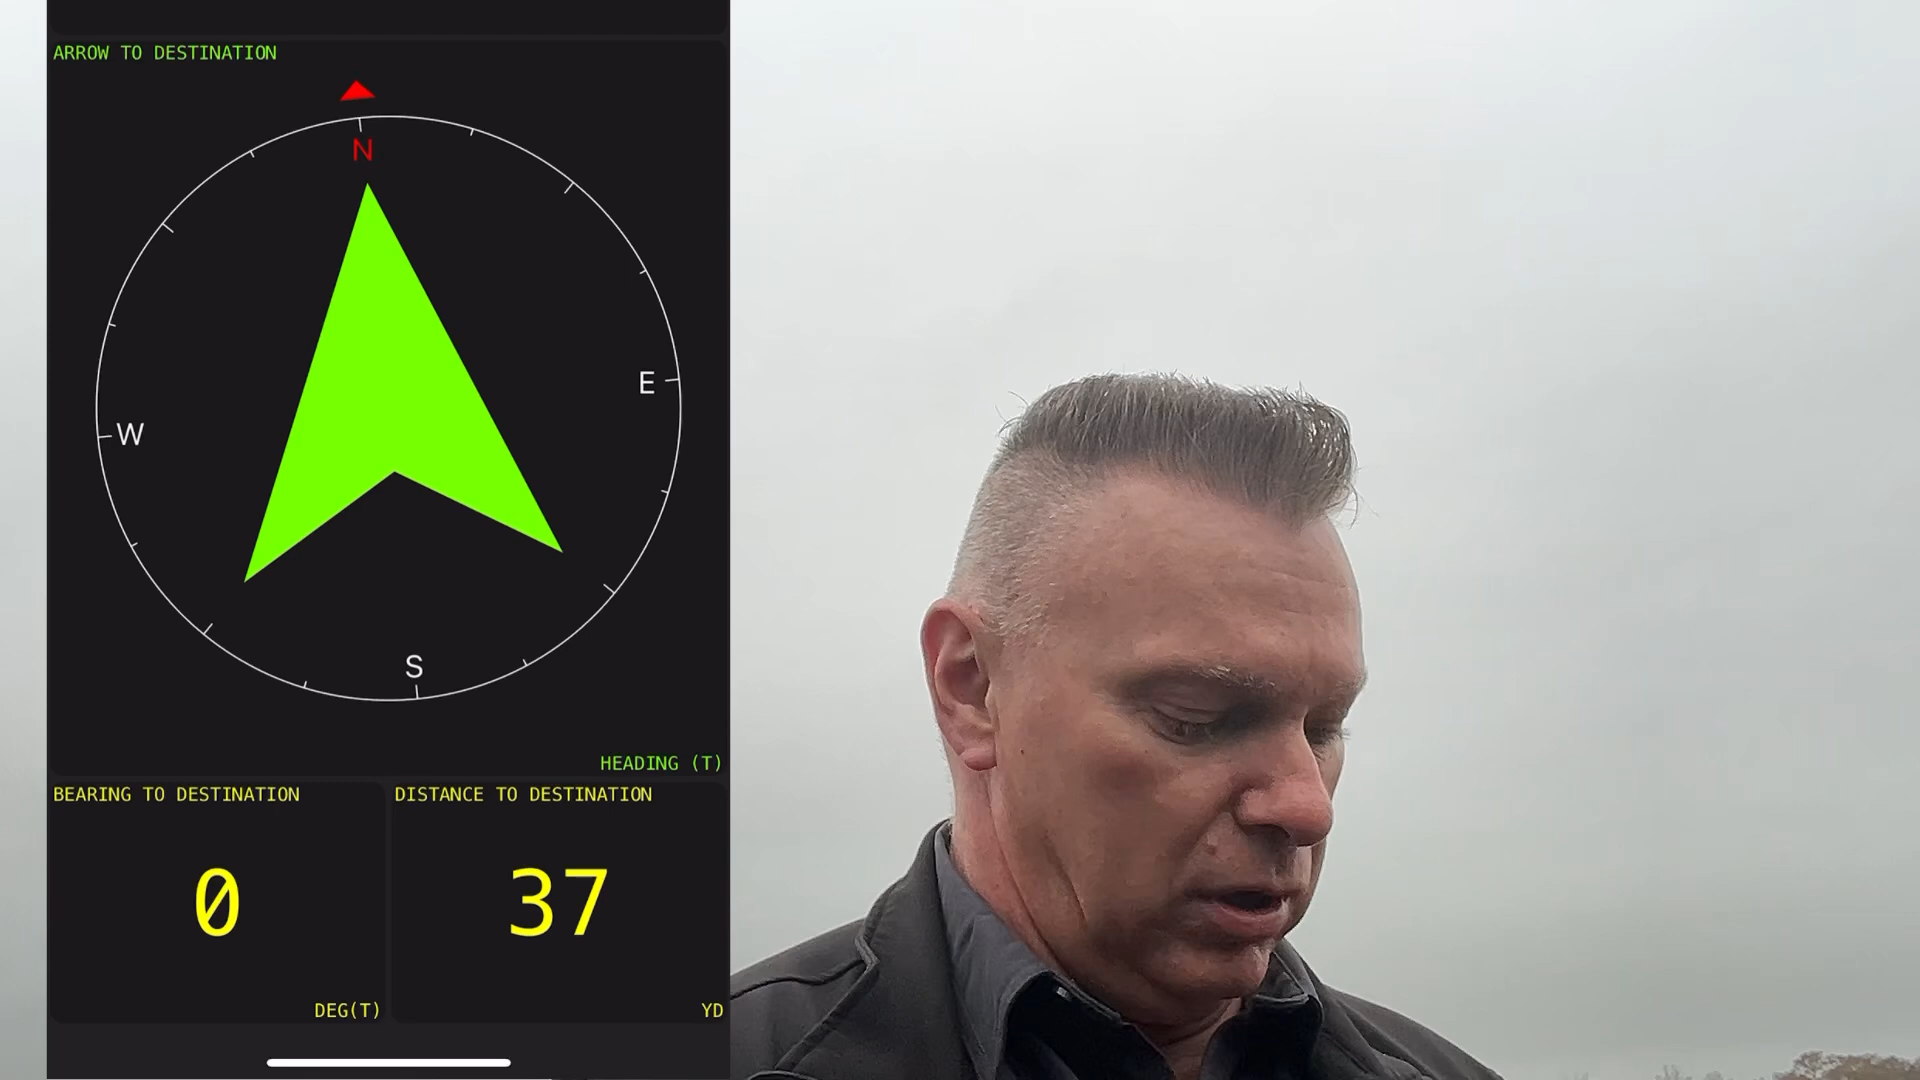 ARROW TO DESTINATION
N
E
W
S
HEADING (T)
BEARING TO DESTINATION
0
DEG(T)
DISTANCE TO DESTINATION
37
YD